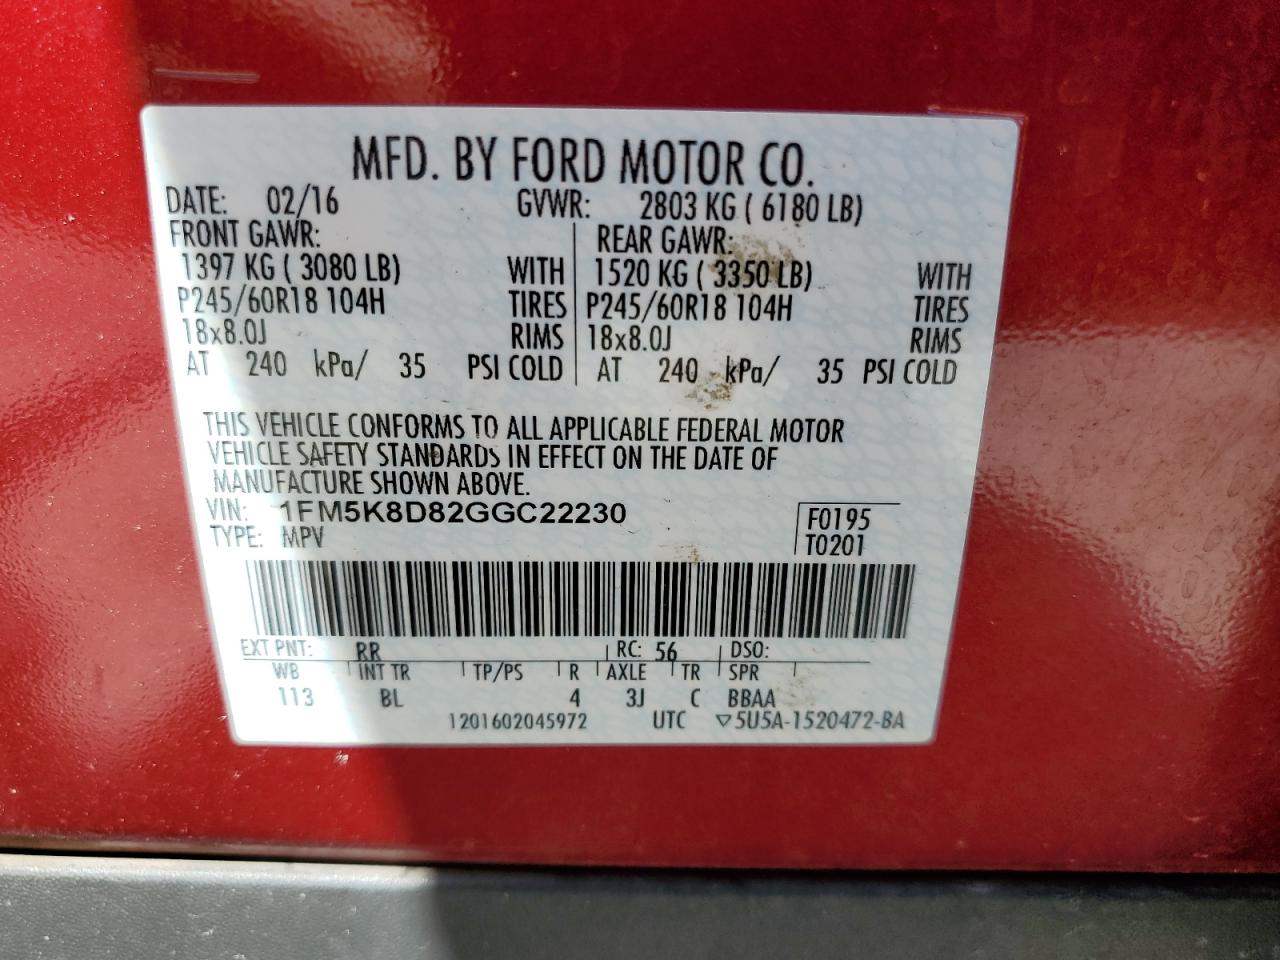 MFD. BY FORD MOTOR CO.
DATE: 02/16 GVWR: 2803 KG ( 6180 LB)
FRONT GAWR: REAR GAWR:
1397 KG ( 3080 LB) WITH 1520 KG ( 3350 LB) WITH
P245/60R18 104H TIRES P245/60R18 104H TIRES
18x8.0J RIMS 18x8.0J RIMS
AT 240 kPa/ 35 PSI COLD AT 240 kPa/ 35 PSI COLD
THIS VEHICLE CONFORMS TO ALL APPLICABLE FEDERAL MOTOR
VEHICLE SAFETY STANDARDS IN EFFECT ON THE DATE OF
MANUFACTURE SHOWN ABOVE.
VIN: 1FM5K8D82GGC22230 F0195
TYPE: MPV T0201
EXT PNT: RR RC: 56 DSO:
WB INT TR TP/PS R AXLE TR SPR
113 BL 4 3J C BBAA
1201602045972 UTC ▽5U5A-1520472-BA